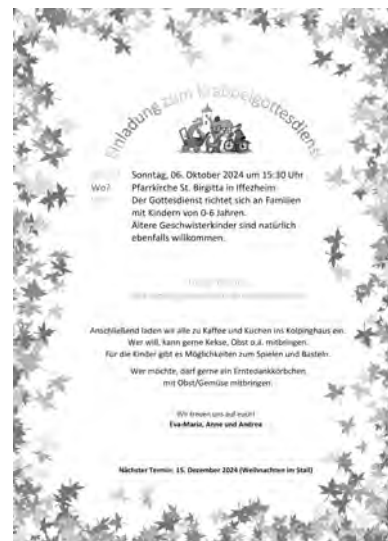 Einladung zum Krabbelgottesdienst
Sonntag, 06. Oktober 2024 um 15:30 Uhr
Wo? Pfarrkirche St. Birgitta in Iffezheim
Der Gottesdienst richtet sich an Familien
mit Kindern von 0-6 Jahren.
Ältere Geschwisterkinder sind natürlich
ebenfalls willkommen.
Anschließend laden wir alle zu Kaffee und Kuchen ins Kolpinghaus ein.
Wer will, kann gerne Kekse, Obst o.ä. mitbringen.
Für die Kinder gibt es Möglichkeiten zum Spielen und Basteln.
Wer möchte, darf gerne ein Erntedankkörbchen
mit Obst/Gemüse mitbringen.
Wir freuen uns auf euch!
Eva-Maria, Anne und Andrea
Nächster Termin: 15. Dezember 2024 (Weihnachten im Stall)